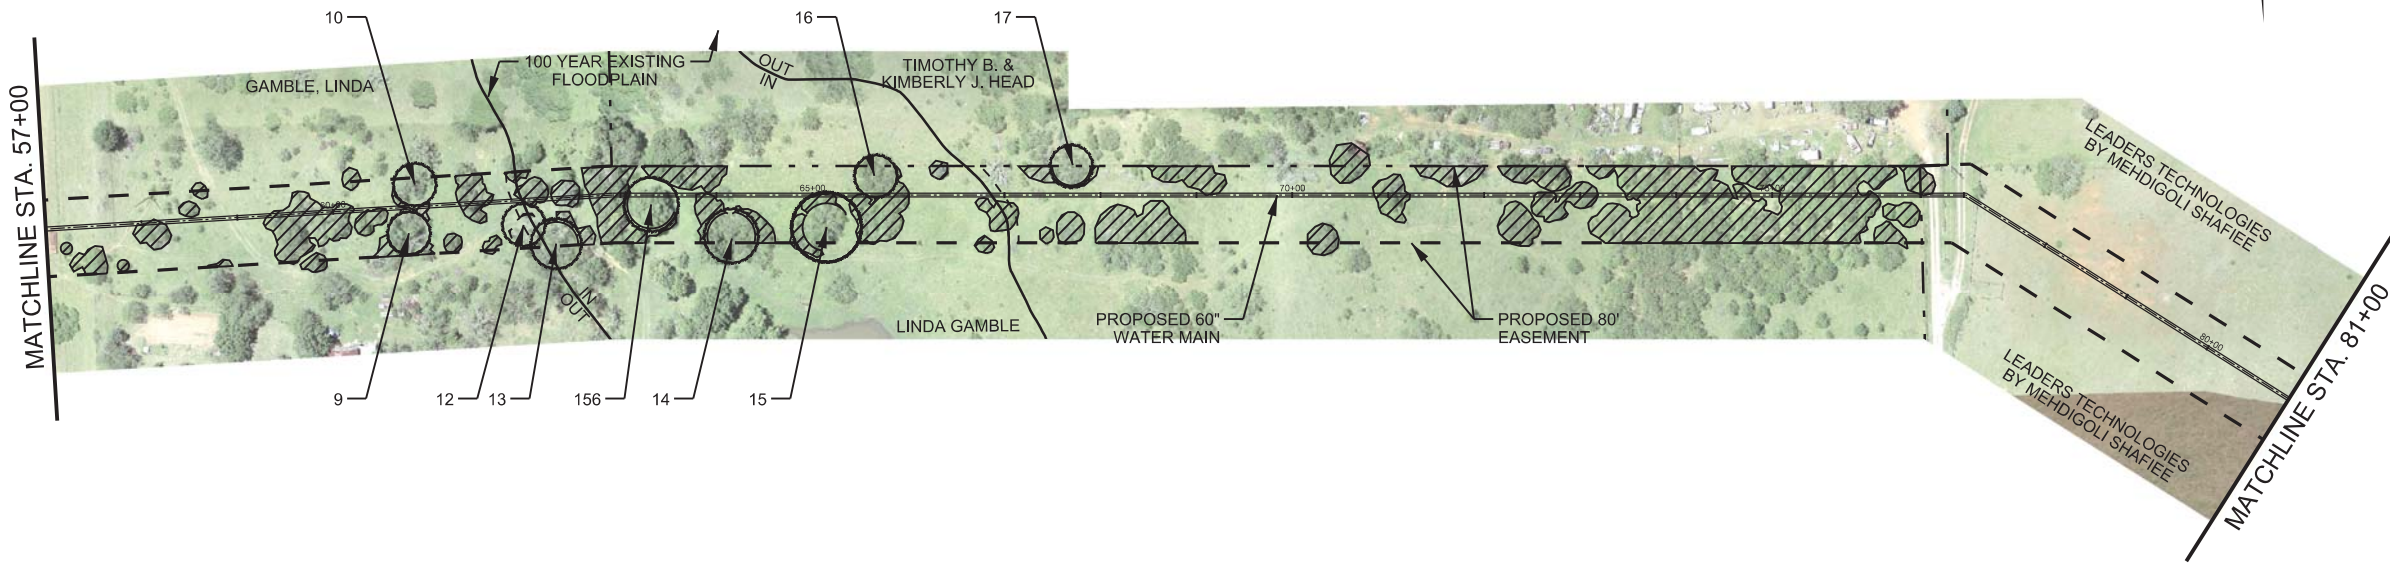 10
16
17
100 YEAR EXISTING
FLOODPLAIN
OUT
IN
TIMOTHY B. &
KIMBERLY J. HEAD
GAMBLE, LINDA
MATCHLINE STA. 57+00
60+00
65+00
70+00
75+00
80+00
LEADERS TECHNOLOGIES
BY MEHDIGOLI SHAFIEE
IN
OUT
LINDA GAMBLE
PROPOSED 60"
WATER MAIN
PROPOSED 80'
EASEMENT
LEADERS TECHNOLOGIES
BY MEHDIGOLI SHAFIEE
MATCHLINE STA. 81+00
9
12
13
156
14
15